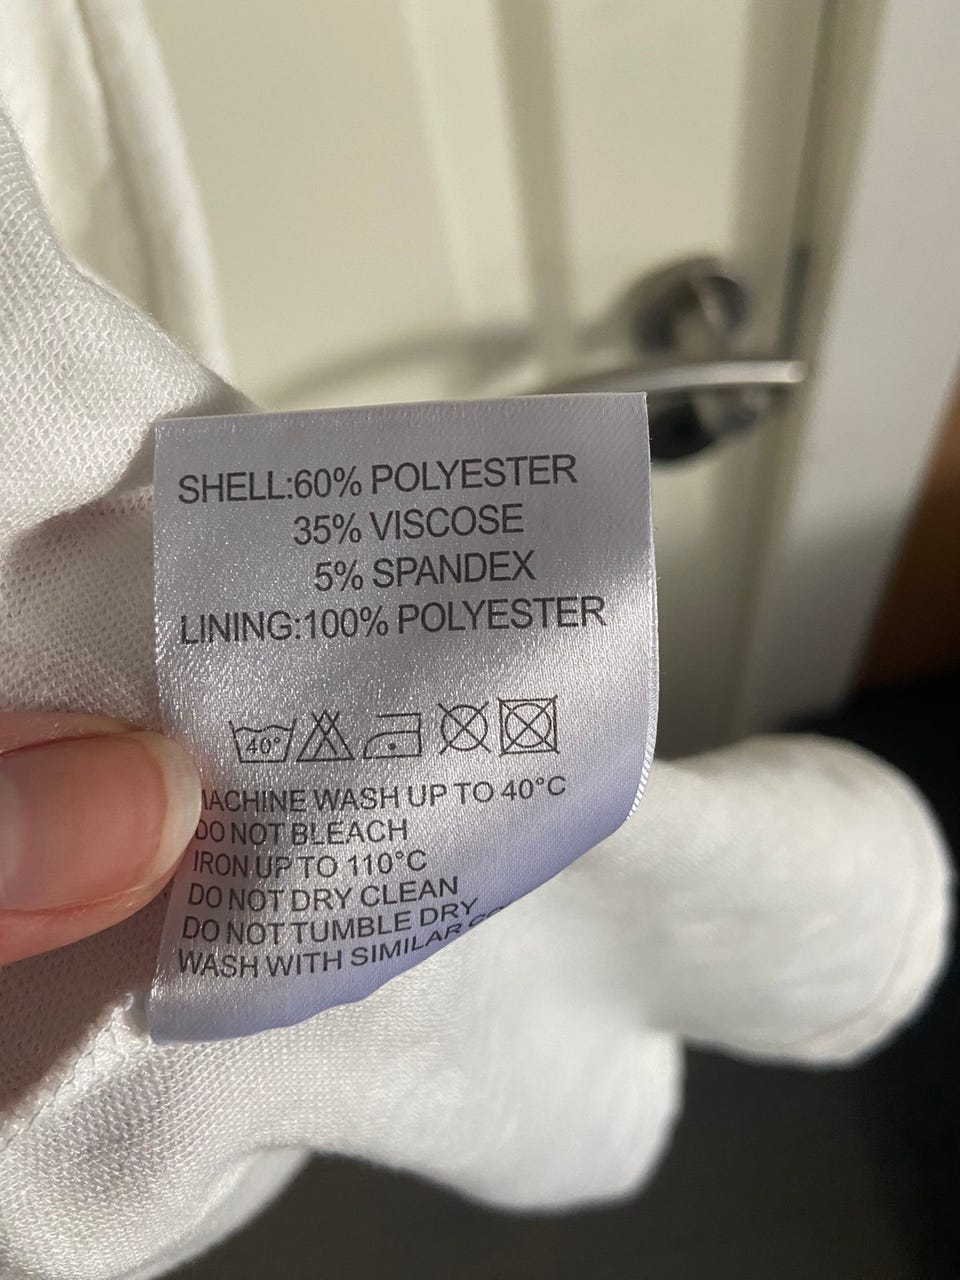 SHELL:60% POLYESTER
35% VISCOSE
5% SPANDEX
LINING:100% POLYESTER
40°
MACHINE WASH UP TO 40°C
DO NOT BLEACH
IRON UP TO 110°C
DO NOT DRY CLEAN
DO NOT TUMBLE DRY
WASH WITH SIMILAR